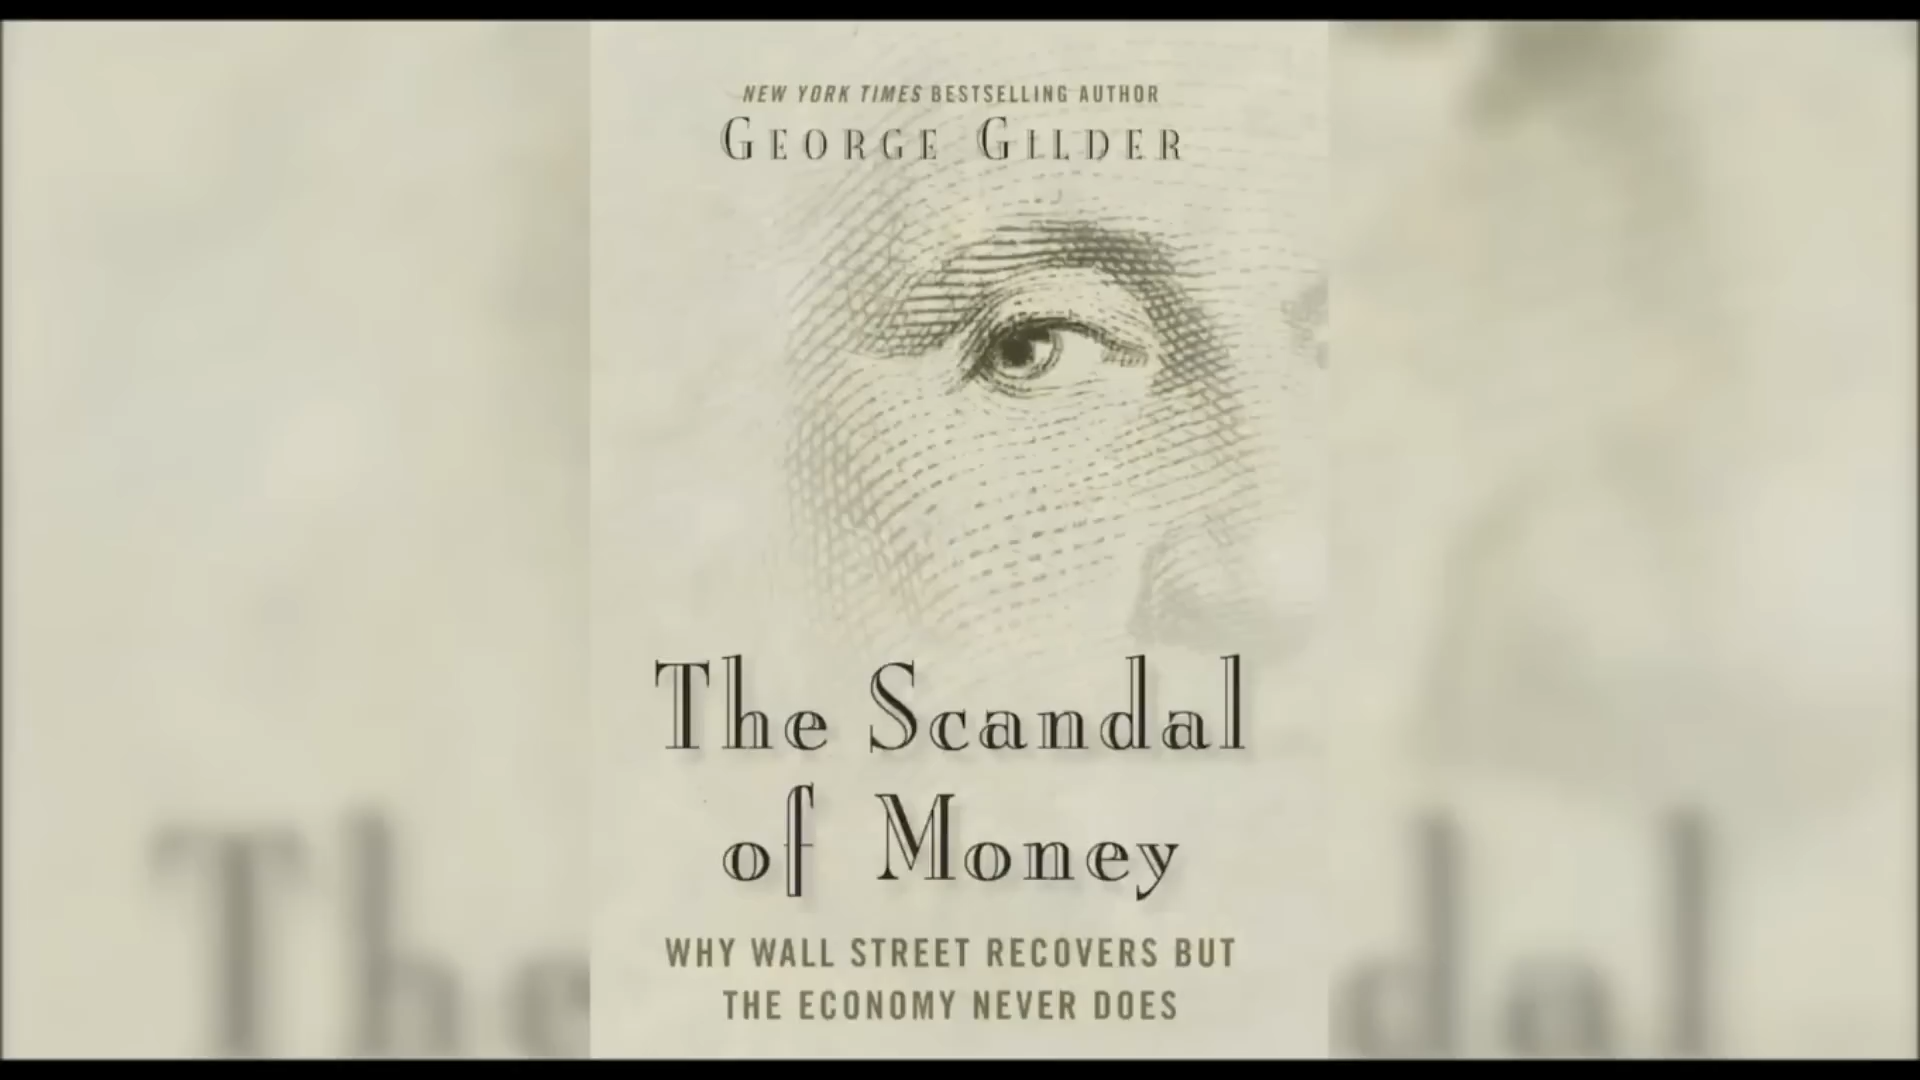 NEW YORK TIMES BESTSELLING AUTHOR
GEORGE GILDER
The Scandal
of Money
WHY WALL STREET RECOVERS BUT
THE ECONOMY NEVER DOES